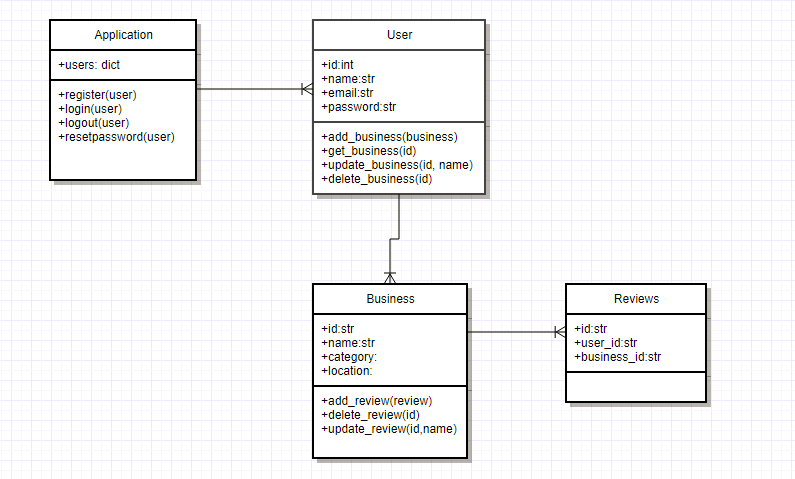 Application
+users: dict
+register(user)
+login(user)
+logout(user)
+resetpassword(user)
User
+id:int
+name:str
+email:str
+password:str
+add_business(business)
+get_business(id)
+update_business(id, name)
+delete_business(id)
Business
+id:str
+name:str
+category:
+location:
+add_review(review)
+delete_review(id)
+update_review(id,name)
Reviews
+id:str
+user_id:str
+business_id:str